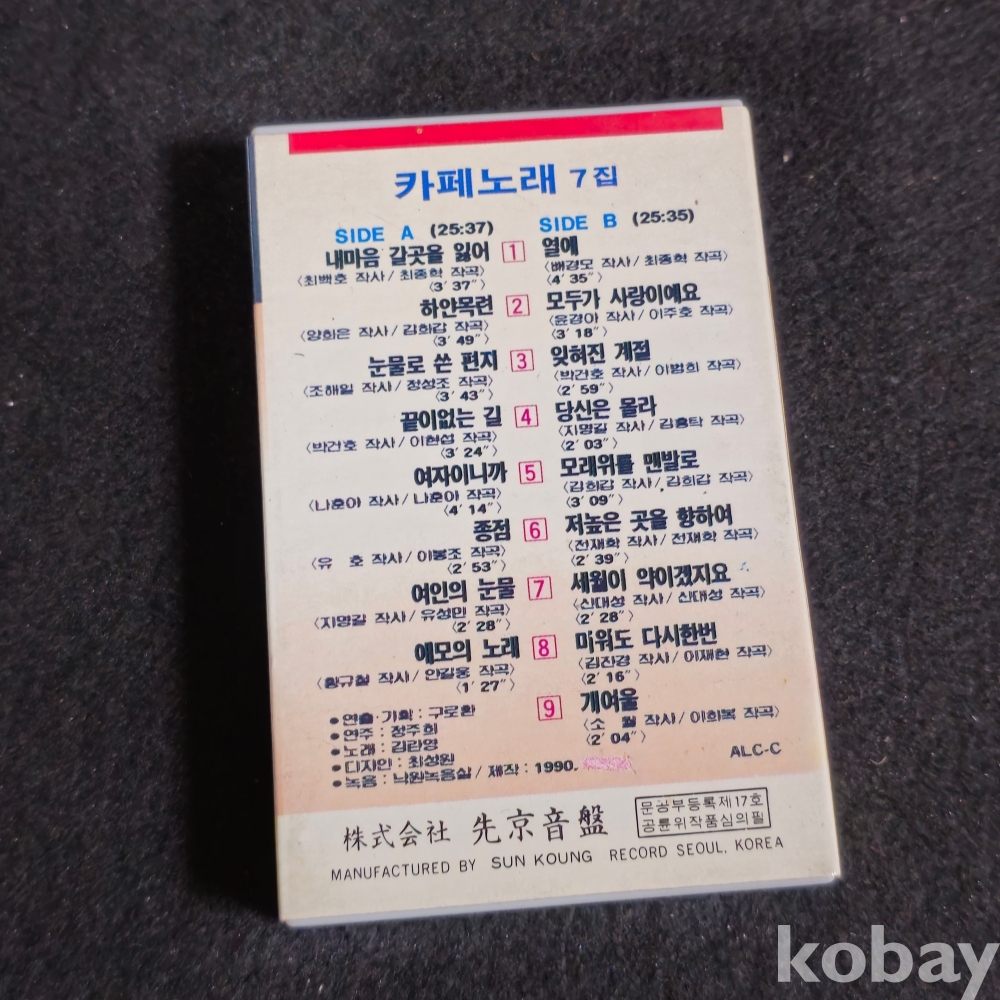 카페노래 7집
SIDE A (25:37)
내마음 갈곳을 잃어 1
〈최백호 작사/최종혁 작곡〉
〈3′37″〉
하얀목련 2
〈양희은 작사/김희갑 작곡〉
〈3′49″〉
눈물로 쓴 편지 3
〈조해일 작사/정성조 작곡〉
〈3′43″〉
끝이없는 길 4
〈박건호 작사/이현섭 작곡〉
〈3′24″〉
여자이니까 5
〈나훈아 작사/나훈아 작곡〉
〈4′14″〉
종점 6
〈유 호 작사/이봉조 작곡〉
〈2′53″〉
여인의 눈물 7
〈지명길 작사/유성민 작곡〉
〈2′28″〉
애모의 노래 8
〈황규철 작사/안길웅 작곡〉
〈1′27″〉
9
SIDE B (25:35)
열애
〈배경모 작사/최종혁 작곡〉
〈4′35″〉
모두가 사랑이예요
〈윤경아 작사/이주호 작곡〉
〈3′18″〉
잊혀진 계절
〈박건호 작사/이범희 작곡〉
〈2′59″〉
당신은 몰라
〈지명길 작사/김홍탁 작곡〉
〈2′03″〉
모래위를 맨발로
〈김희갑 작사/김희갑 작곡〉
〈3′09″〉
저높은 곳을 향하여
〈전재학 작사/전재학 작곡〉
〈2′39″〉
세월이 약이겠지요
〈신대성 작사/신대성 작곡〉
〈2′28″〉
미워도 다시한번
〈김진경 작사/이재현 작곡〉
〈2′16″〉
개여울
〈소 월 작사/이희목 작곡〉
〈2′04″〉
●연출·기획:구로환
●연주:정주희
●노래:김란영
●디자인:최성원
●녹음:낙원녹음실/제작:1990.
ALC-C
株式会社 先京音盤
문공부등록제17호
공륜위작품심의필
MANUFACTURED BY SUN KOUNG RECORD SEOUL, KOREA
kobay